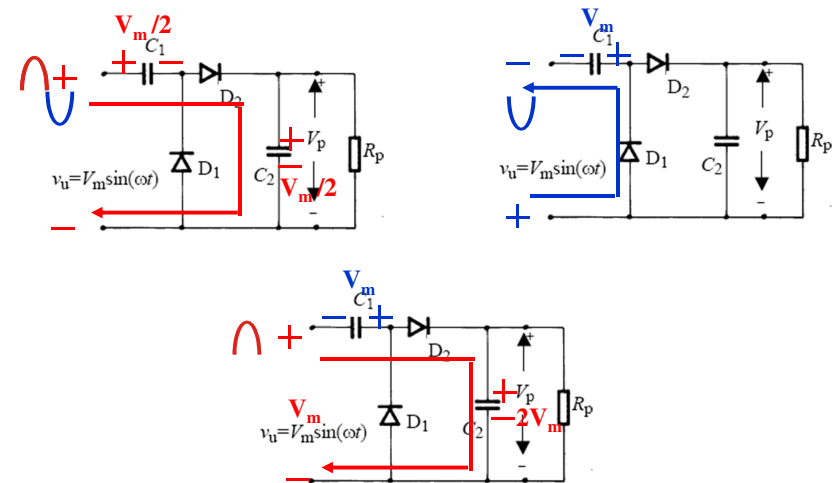 Vm/2
+ C1 −
+
D2
+
+ Vp
D1
C2
Rp
−
Vm/2
vu=Vmsin(ωt)
−
−
Vm
− C1 +
−
D2
+
Vp
D1
C2
Rp
vu=Vmsin(ωt)
−
+
Vm
− C1 +
+
D2
+
+ Vp
Rp
Vm
−2Vm
D1
C2
vu=Vmsin(ωt)
−
−